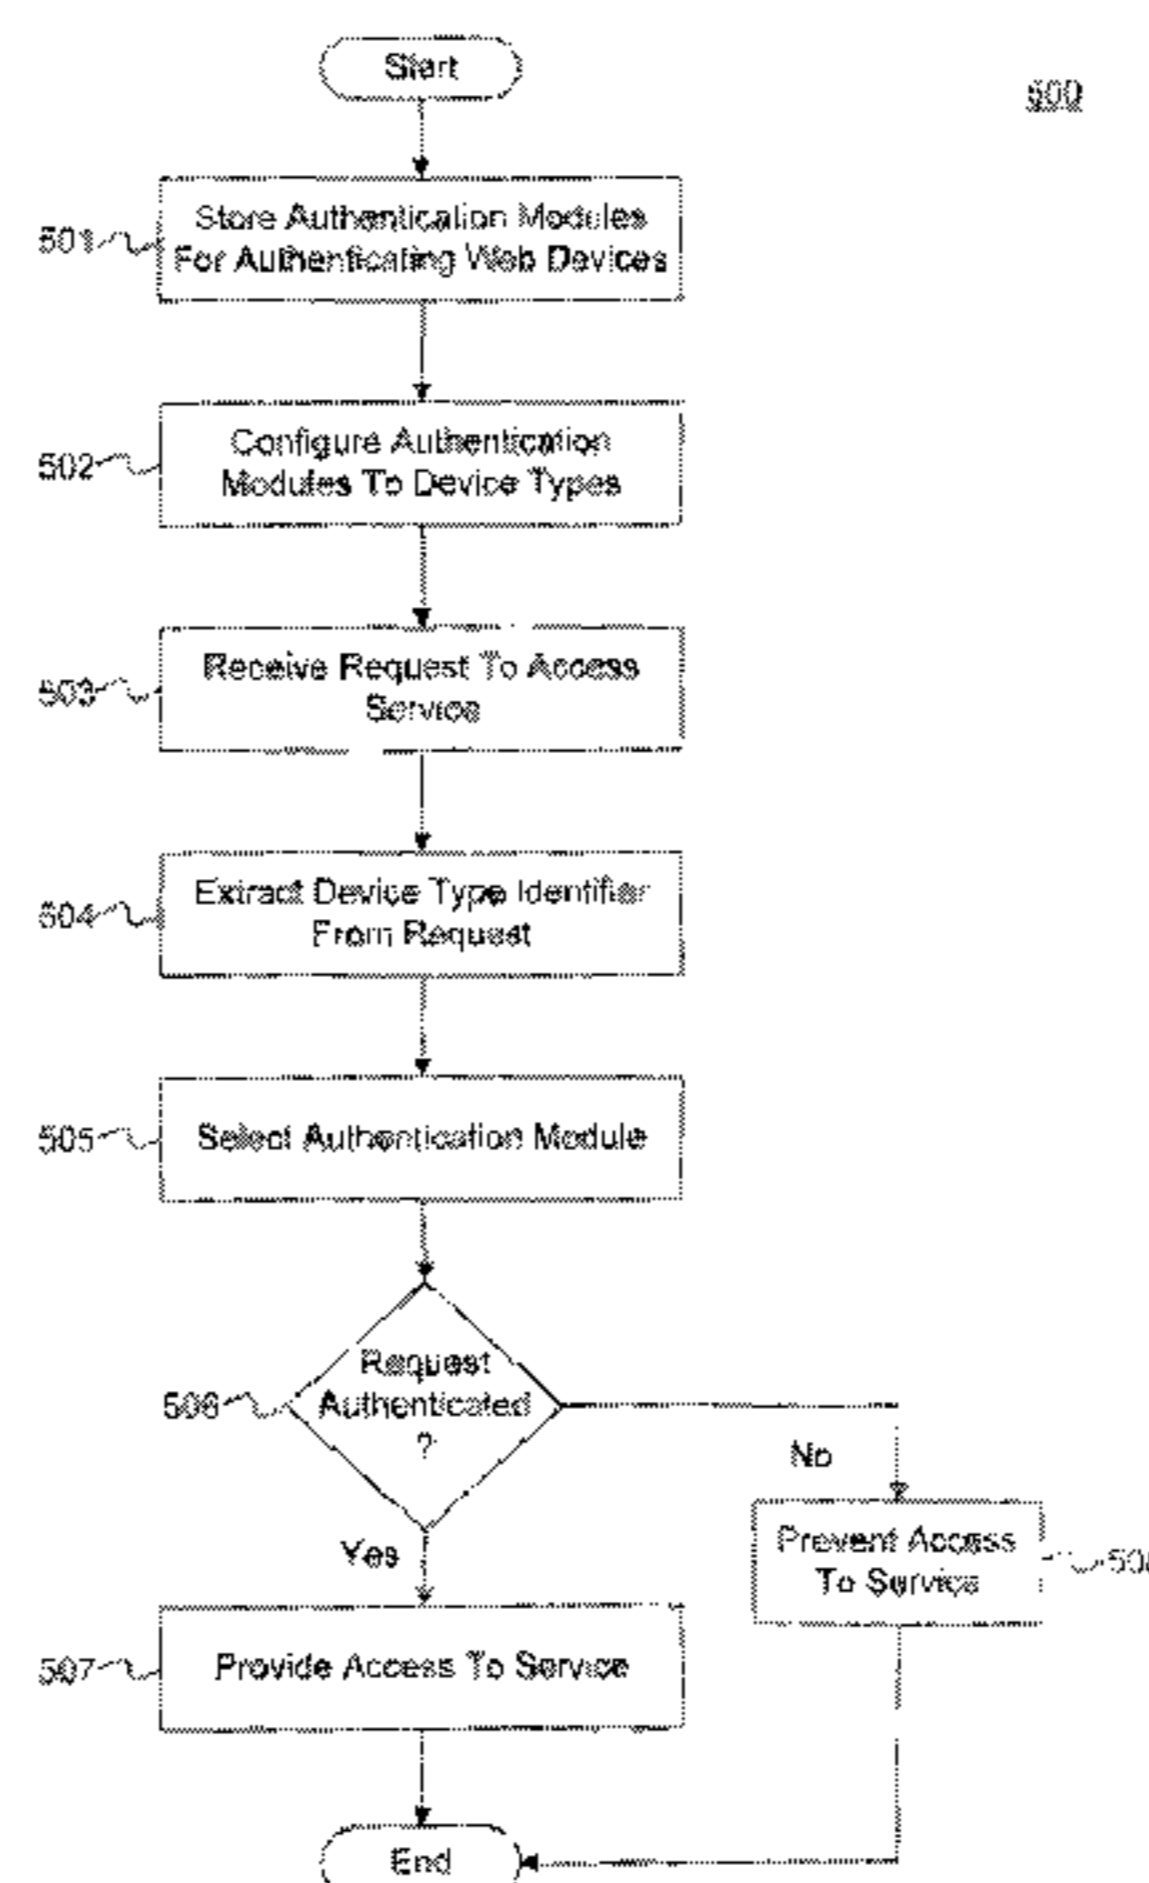 Start
500
Store Authentication Modules
For Authenticating Web Devices
501
Configure Authentication
Modules To Device Types
502
Receive Request To Access
Service
503
Extract Device Type Identifier
From Request
504
Select Authentication Module
505
Request
Authenticated
?
506
No
Yes
Prevent Access
To Service
Provide Access To Service
507
End